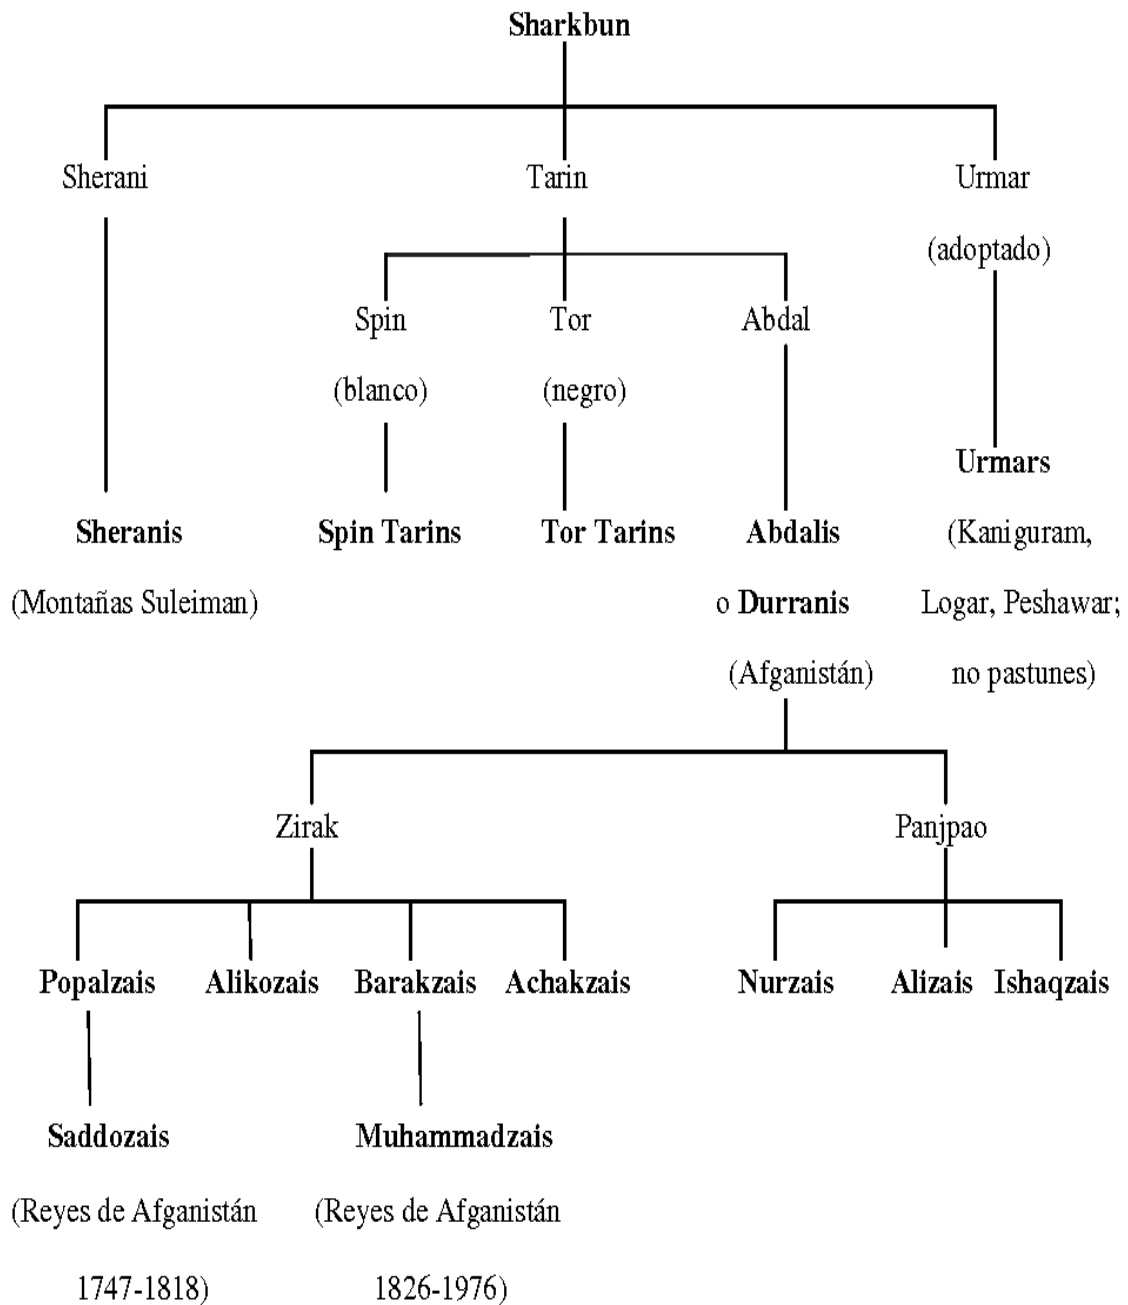 Sharkbun
Sherani Tarin Urmar
(adoptado)
Spin Tor Abdal
(blanco) (negro)
Urmars
Sheranis Spin Tarins Tor Tarins Abdalis (Kaniguram,
(Montañas Suleiman) o Durranis Logar, Peshawar;
(Afganistán) no pastunes)
Zirak Panjpao
Popalzais Alikozais Barakzais Achakzais Nurzais Alizais Ishaqzais
Saddozais Muhammadzais
(Reyes de Afganistán (Reyes de Afganistán
1747-1818) 1826-1976)